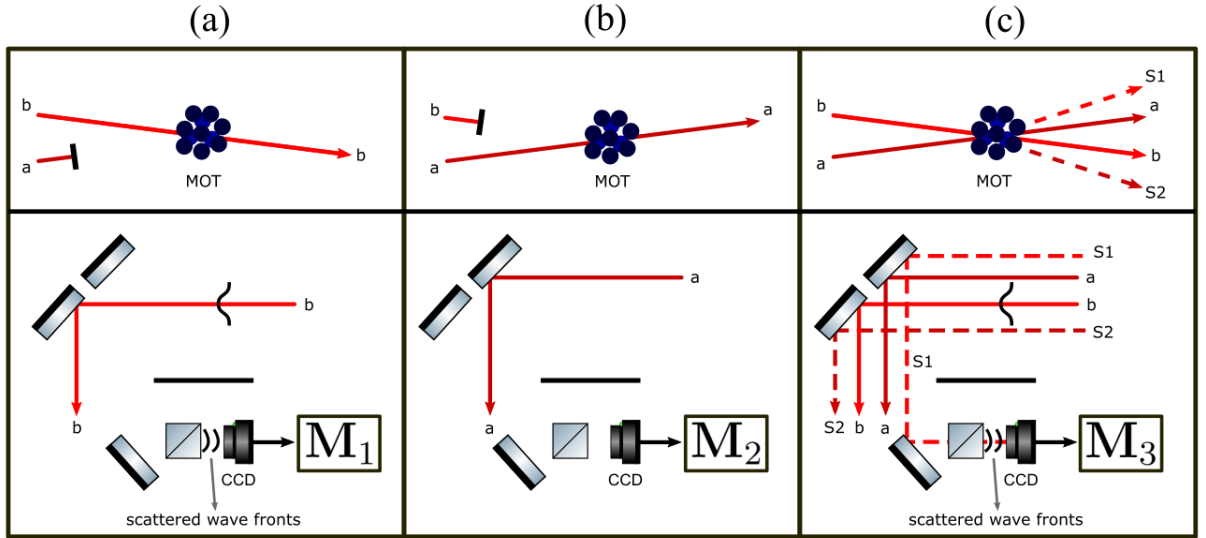 (a)
(b)
(c)
b
a
b
MOT
b
a
a
MOT
b
a
S1
a
b
S2
MOT
b
b
M₁
CCD
scattered wave fronts
a
a
M₂
CCD
S1
a
b
S2
S1
S2
b
a
M₃
CCD
scattered wave fronts